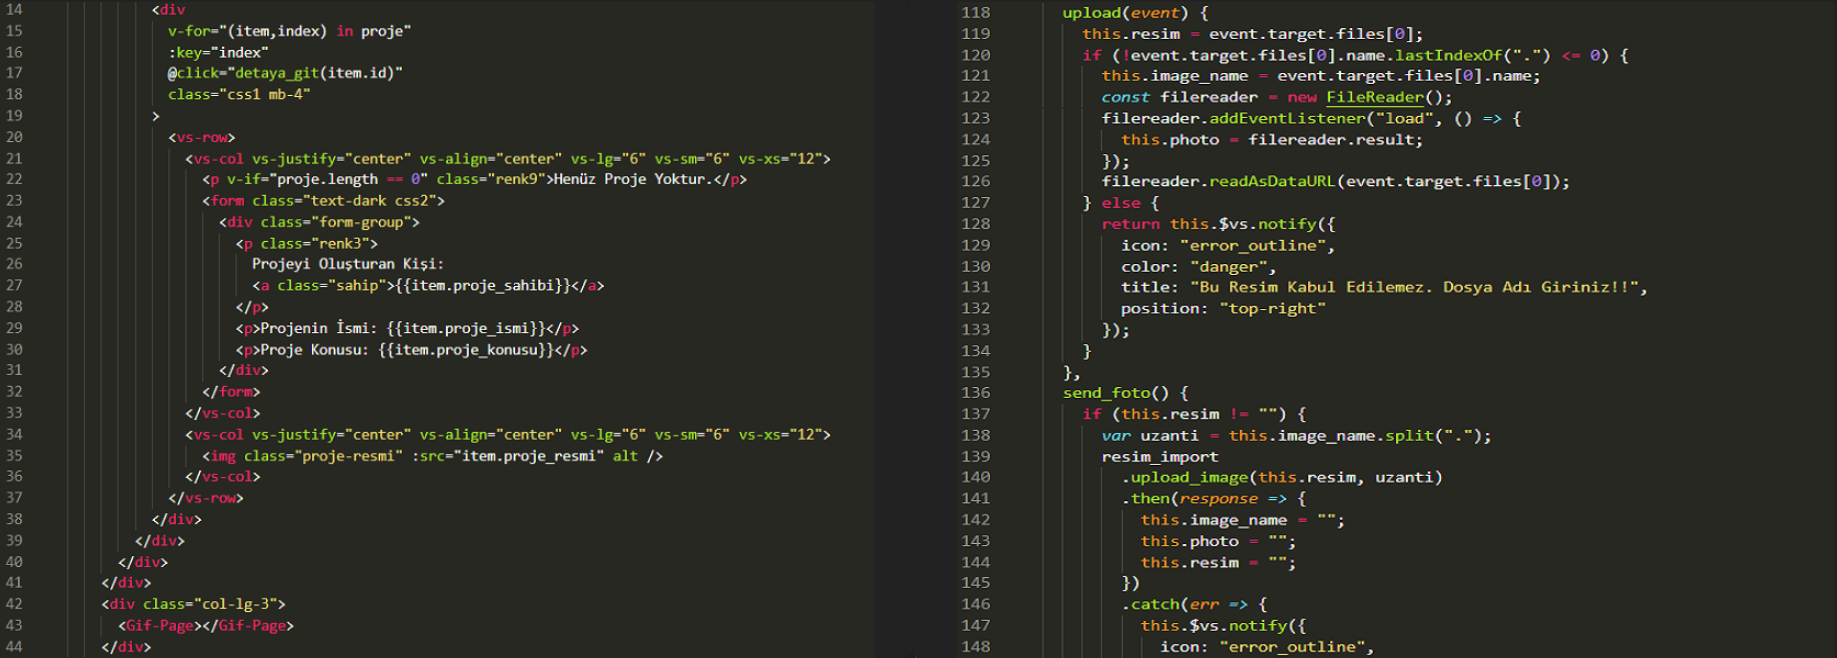 14 <div
15 v-for="(item,index) in proje"
16 :key="index"
17 @click="detaya_git(item.id)"
18 class="css1 mb-4"
19 >
20 <vs-row>
21 <vs-col vs-justify="center" vs-align="center" vs-lg="6" vs-sm="6" vs-xs="12">
22 <p v-if="proje.length == 0" class="renk9">Henüz Proje Yoktur.</p>
23 <form class="text-dark css2">
24 <div class="form-group">
25 <p class="renk3">
26 Projeyi Oluşturan Kişi:
27 <a class="sahip">{{item.proje_sahibi}}</a>
28 </p>
29 <p>Projenin İsmi: {{item.proje_ismi}}</p>
30 <p>Proje Konusu: {{item.proje_konusu}}</p>
31 </div>
32 </form>
33 </vs-col>
34 <vs-col vs-justify="center" vs-align="center" vs-lg="6" vs-sm="6" vs-xs="12">
35 <img class="proje-resmi" :src="item.proje_resmi" alt />
36 </vs-col>
37 </vs-row>
38 </div>
39 </div>
40 </div>
41 </div>
42 <div class="col-lg-3">
43 <Gif-Page></Gif-Page>
44 </div>
118 upload(event) {
119 this.resim = event.target.files[0];
120 if (!event.target.files[0].name.lastIndexOf(".") <= 0) {
121 this.image_name = event.target.files[0].name;
122 const filereader = new FileReader();
123 filereader.addEventListener("load", () => {
124 this.photo = filereader.result;
125 });
126 filereader.readAsDataURL(event.target.files[0]);
127 } else {
128 return this.$vs.notify({
129 icon: "error_outline",
130 color: "danger",
131 title: "Bu Resim Kabul Edilemez. Dosya Adı Giriniz!!",
132 position: "top-right"
133 });
134 }
135 },
136 send_foto() {
137 if (this.resim != "") {
138 var uzanti = this.image_name.split(".");
139 resim_import
140 .upload_image(this.resim, uzanti)
141 .then(response => {
142 this.image_name = "";
143 this.photo = "";
144 this.resim = "";
145 })
146 .catch(err => {
147 this.$vs.notify({
148 icon: "error_outline",